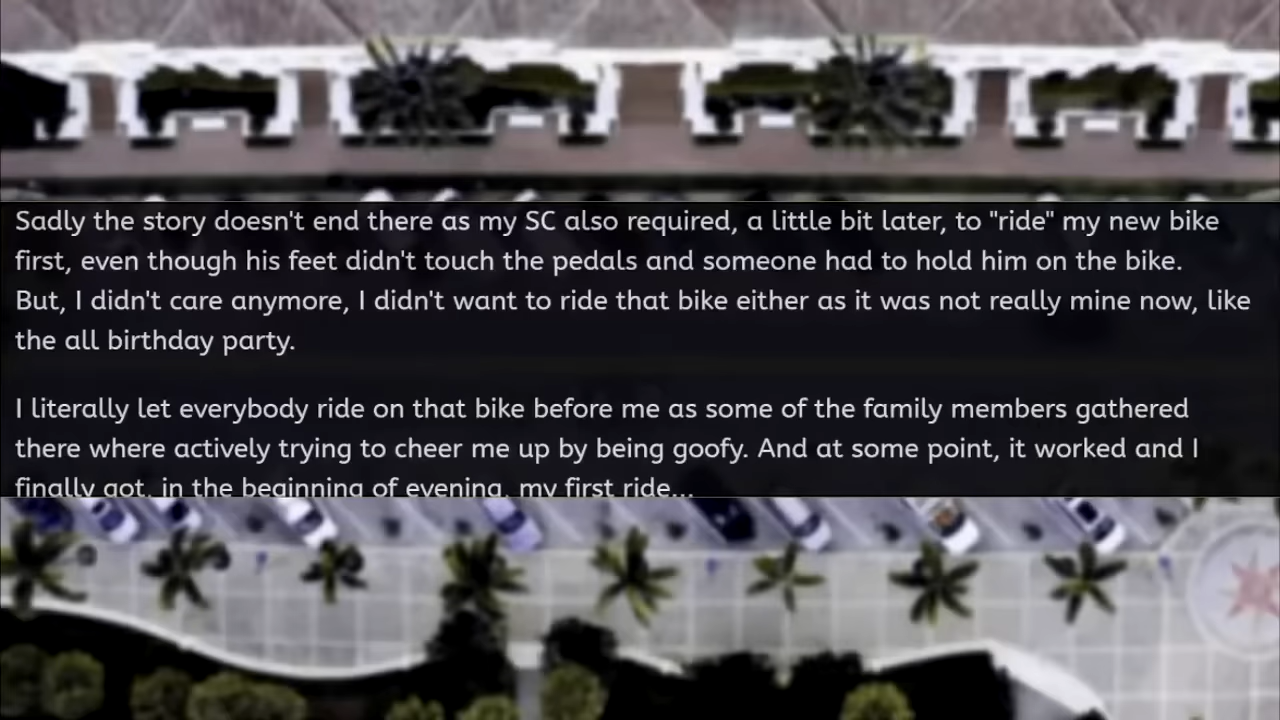 Sadly the story doesn't end there as my SC also required, a little bit later, to "ride" my new bike
first, even though his feet didn't touch the pedals and someone had to hold him on the bike.
But, I didn't care anymore, I didn't want to ride that bike either as it was not really mine now, like
the all birthday party.
I literally let everybody ride on that bike before me as some of the family members gathered
there where actively trying to cheer me up by being goofy. And at some point, it worked and I
finally got, in the beginning of evening, my first ride...